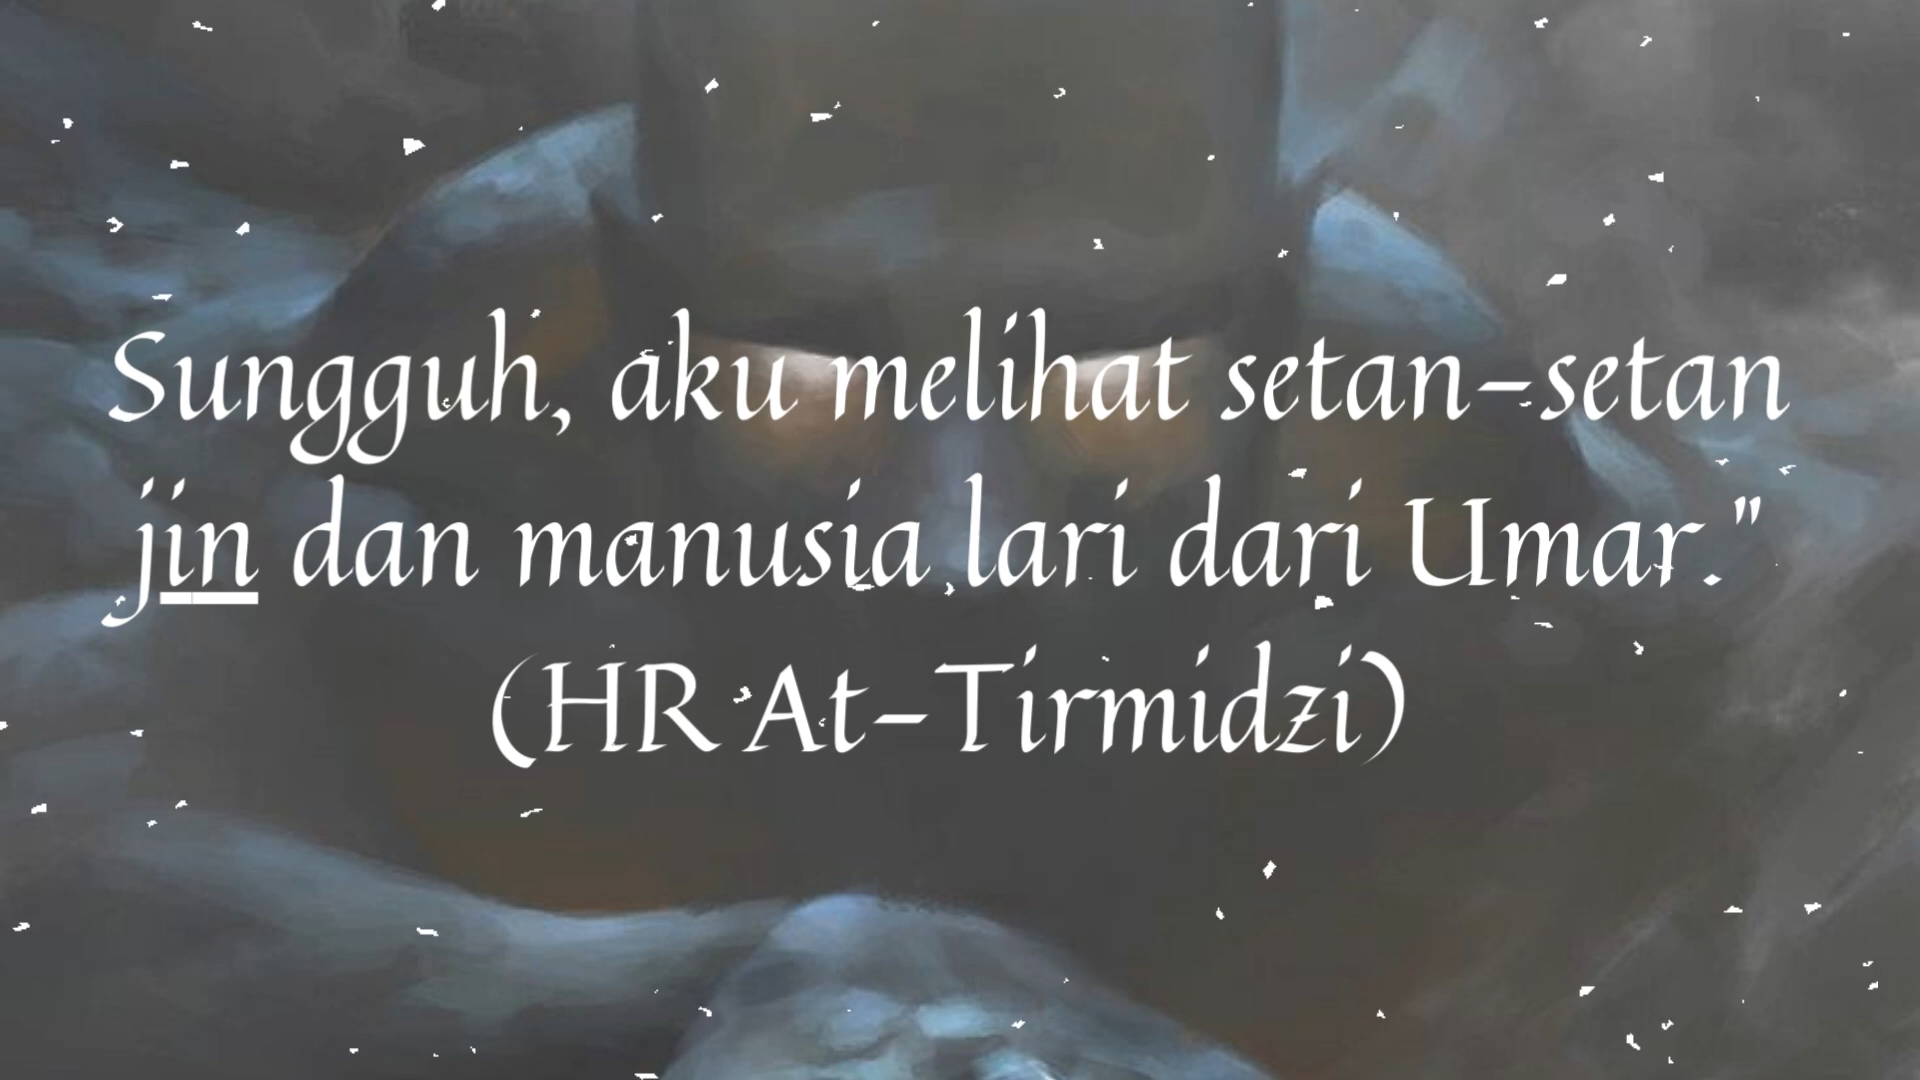 Sungguh, aku melihat setan-setan
jin dan manusia lari dari Umar."
(HR At-Tirmidzi)